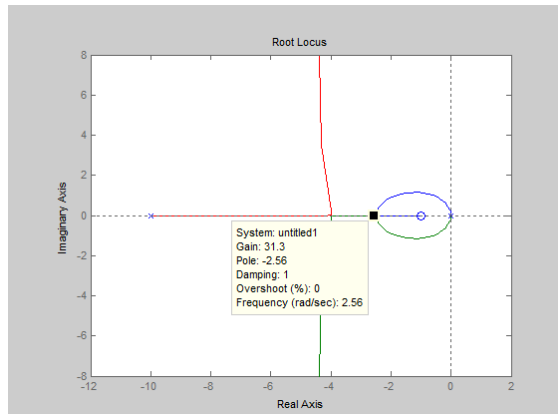 Root Locus
8
6
4
2
0
-2
-4
-6
-8
Imaginary Axis
System: untitled1
Gain: 31.3
Pole: -2.56
Damping: 1
Overshoot (%): 0
Frequency (rad/sec): 2.56
-12 -10 -8 -6 -4 -2 0 2
Real Axis